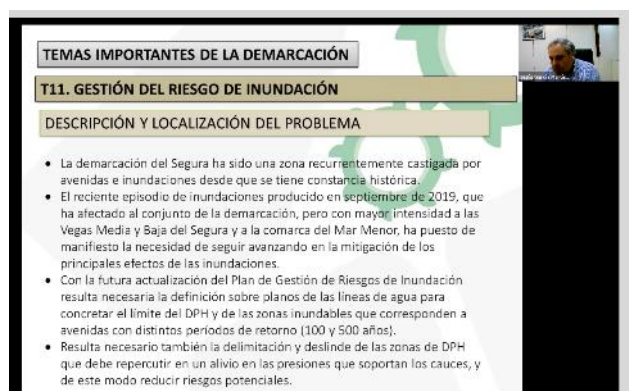 TEMAS IMPORTANTES DE LA DEMARCACIÓN
T11. GESTIÓN DEL RIESGO DE INUNDACIÓN
DESCRIPCIÓN Y LOCALIZACIÓN DEL PROBLEMA
• La demarcación del Segura ha sido una zona recurrentemente castigada por
avenidas e inundaciones desde que se tiene constancia histórica.
• El reciente episodio de inundaciones producido en septiembre de 2019, que
ha afectado al conjunto de la demarcación, pero con mayor intensidad a las
Vegas Media y Baja del Segura y a la comarca del Mar Menor, ha puesto de
manifiesto la necesidad de seguir avanzando en la mitigación de los
principales efectos de las inundaciones.
• Con la futura actualización del Plan de Gestión de Riesgos de Inundación
resulta necesaria la definición sobre planos de las líneas de agua para
concretar el límite del DPH y de las zonas inundables que corresponden a
avenidas con distintos períodos de retorno (100 y 500 años).
• Resulta necesario también la delimitación y deslinde de las zonas de DPH
que debe repercutir en un alivio en las presiones que soportan los cauces, y
de este modo reducir riesgos potenciales.